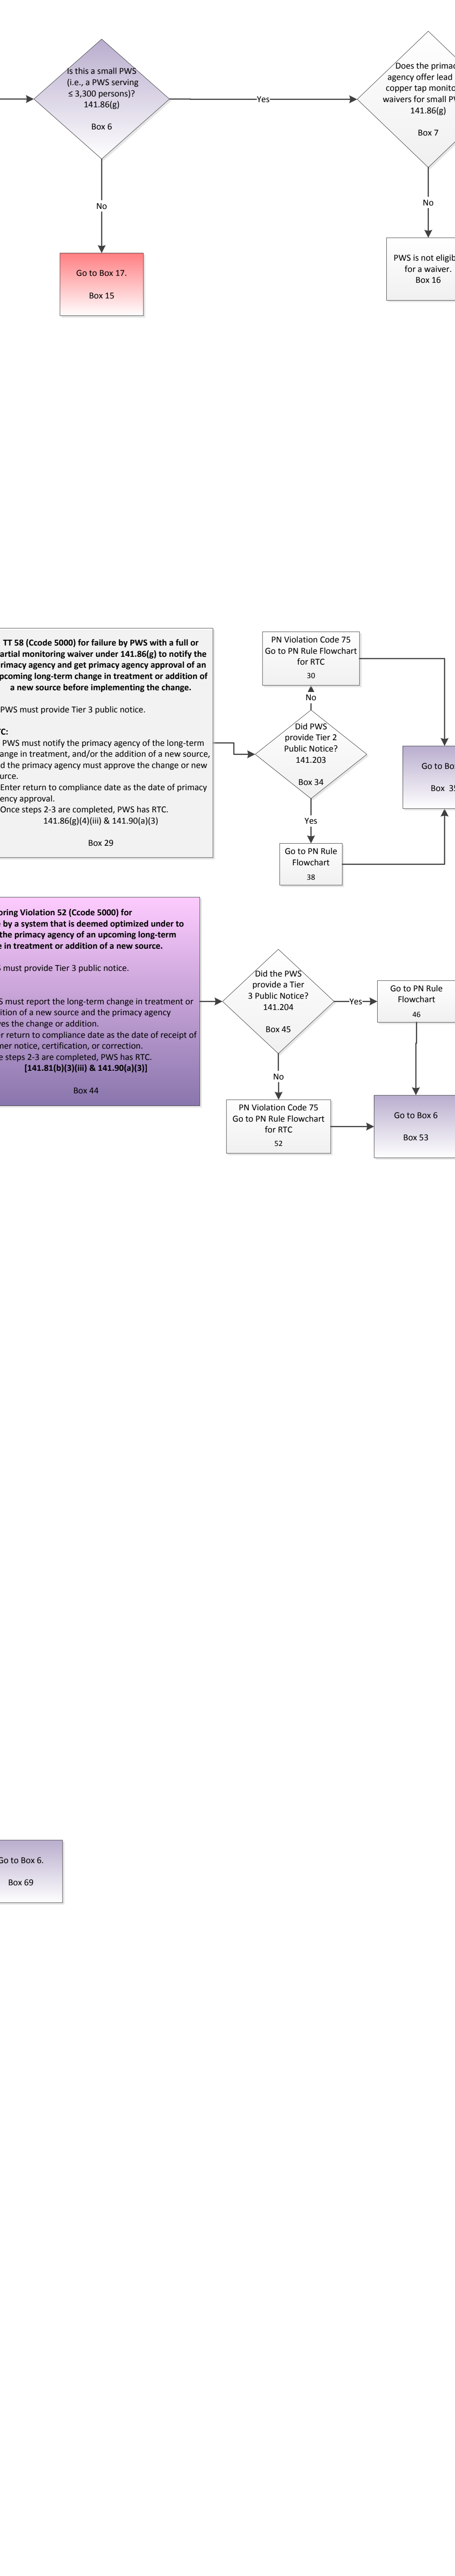 Is this a small PWS
(i.e., a PWS serving
≤ 3,300 persons)?
141.86(g)
Box 6
Yes
No
Go to Box 17.
Box 15
Does the
agency offer lead
copper tap
waivers for small
141.86(g)
Box 7
No
PWS is not
for a waiver.
Box 16
TT 58 (Ccode 5000) for failure by PWS with a full or
monitoring waiver under 141.86(g) to notify the
agency and get primacy agency approval of an
long-term change in treatment or addition of
a new source before implementing the change.
PWS must provide Tier 3 public notice.
PWS must notify the primacy agency of the long-term
in treatment, and/or the addition of a new source,
the primacy agency must approve the change or new
Enter return to compliance date as the date of primacy
approval.
Once steps 2-3 are completed, PWS has RTC.
141.86(g)(4)(iii) & 141.90(a)(3)
Box 29
PN Violation Code 75
Go to PN Rule Flowchart
for RTC
30
No
Did PWS
provide Tier 2
Public Notice?
141.203
Box 34
Yes
Go to PN Rule
Flowchart
38
Go to
Box
Violation 52 (Ccode 5000) for
by a system that is deemed optimized under to
the primacy agency of an upcoming long-term
in treatment or addition of a new source.
must provide Tier 3 public notice.
must report the long-term change in treatment or
of a new source and the primacy agency
the change or addition.
return to compliance date as the date of receipt of
notice, certification, or correction.
steps 2-3 are completed, PWS has RTC.
[141.81(b)(3)(iii) & 141.90(a)(3)]
Box 44
Did the PWS
provide a Tier
3 Public Notice?
141.204
Box 45
Yes
Go to PN Rule
Flowchart
46
No
PN Violation Code 75
Go to PN Rule Flowchart
for RTC
52
Go to Box 6
Box 53
Go to Box 6.
Box 69